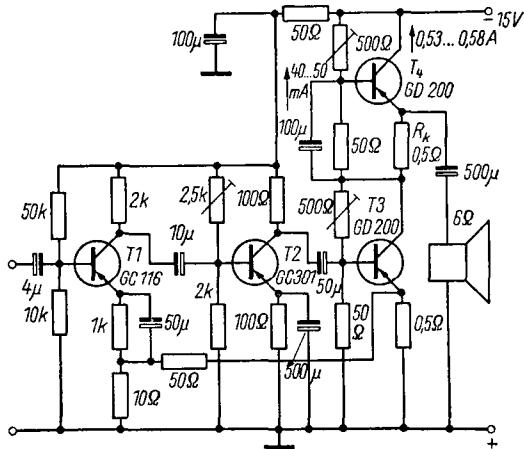 50Ω
– 15V
100μ
500Ω
0,53...0,58A
40...50
mA
T₄
GD 200
100μ
50Ω
Rₖ
0,5Ω
500μ
50k
2k
2,5k
100Ω
500Ω
T3
GD 200
6Ω
10μ
T1
GC 116
T2
GC301
4μ
50μ
10k
1k
50μ
2k
100Ω
50
Ω
0,5Ω
50Ω
500μ
10Ω
+